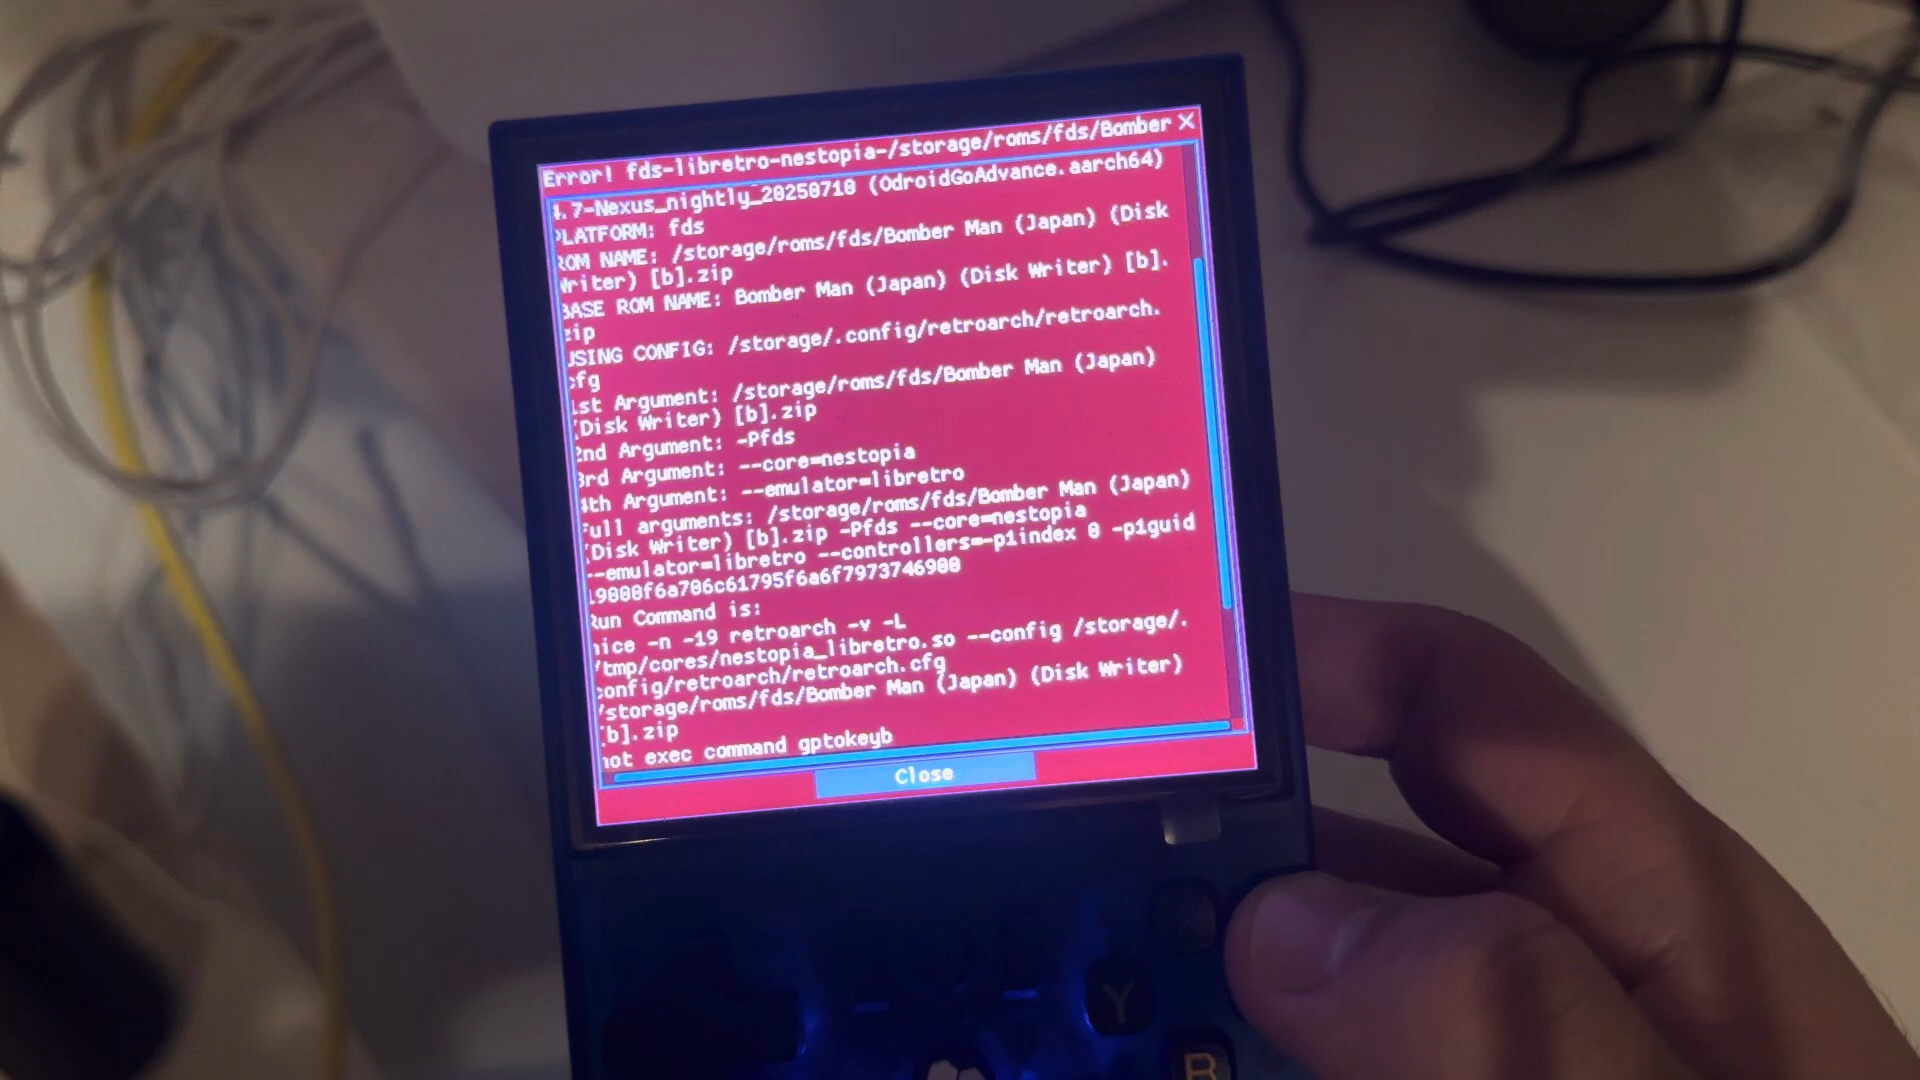 Error! fds-libretro-nestopia-/storage/roms/fds/Bomber ×
4.7-Nexus_nightly_20250710 (OdroidGoAdvance.aarch64)
PLATFORM: fds
ROM NAME: /storage/roms/fds/Bomber Man (Japan) (Disk
Writer) [b].zip
BASE ROM NAME: Bomber Man (Japan) (Disk Writer) [b].
zip
USING CONFIG: /storage/.config/retroarch/retroarch.
cfg
1st Argument: /storage/roms/fds/Bomber Man (Japan)
(Disk Writer) [b].zip
2nd Argument: -Pfds
3rd Argument: --core=nestopia
4th Argument: --emulator=libretro
Full arguments: /storage/roms/fds/Bomber Man (Japan)
(Disk Writer) [b].zip -Pfds --core=nestopia
--emulator=libretro --controllers=-p1index 0 -p1guid
19000f6a706c61795f6a6f7973746900
Run Command is:
nice -n -19 retroarch -v -L
/tmp/cores/nestopia_libretro.so --config /storage/.
config/retroarch/retroarch.cfg
/storage/roms/fds/Bomber Man (Japan) (Disk Writer)
[b].zip
not exec command gptokeyb
Close
Y
B